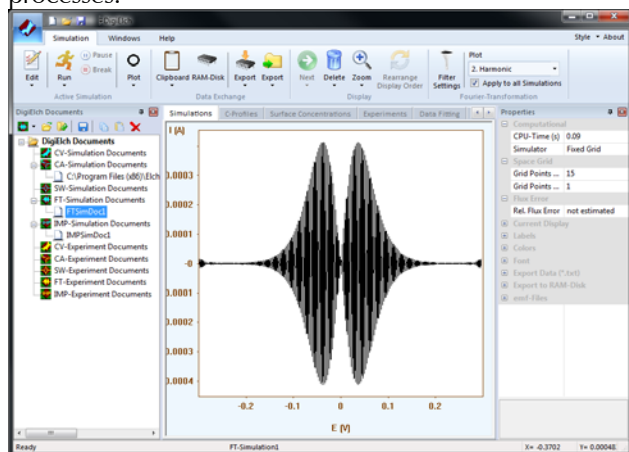 processes.
DigiElch
Simulation Windows Help Style About
Edit Run Pause Break Plot Clipboard RAM-Disk Export Export Next Delete Zoom Rearrange Display Order Filter Settings Plot
2. Harmonic
Apply to all Simulations
Active Simulation Data Exchange Display Fourier-Transformation
DigiElch Documents
Simulations C-Profiles Surface Concentrations Experiments Data Fitting
Properties
DigiElch Documents
CV-Simulation Documents
CA-Simulation Documents
C:\Program Files (x86)\Elch
SW-Simulation Documents
FT-Simulation Documents
FTSimDoc1
IMP-Simulation Documents
IMPSimDoc1
CV-Experiment Documents
CA-Experiment Documents
SW-Experiment Documents
FT-Experiment Documents
IMP-Experiment Documents
I [A]
0.0003
0.0002
0.0001
-0
0.0001
0.0002
0.0003
0.0004
-0.2 -0.1 0 0.1 0.2
E [V]
Computational
CPU-Time (s) 0.09
Simulator Fixed Grid
Space Grid
Grid Points ... 15
Grid Points ... 1
Flux Error
Rel. Flux Error not estimated
Current Display
Labels
Colors
Font
Export Data (*.txt)
Export to RAM-Disk
emf-Files
Ready FT-Simulation1 X= -0.3702 Y= 0.00048